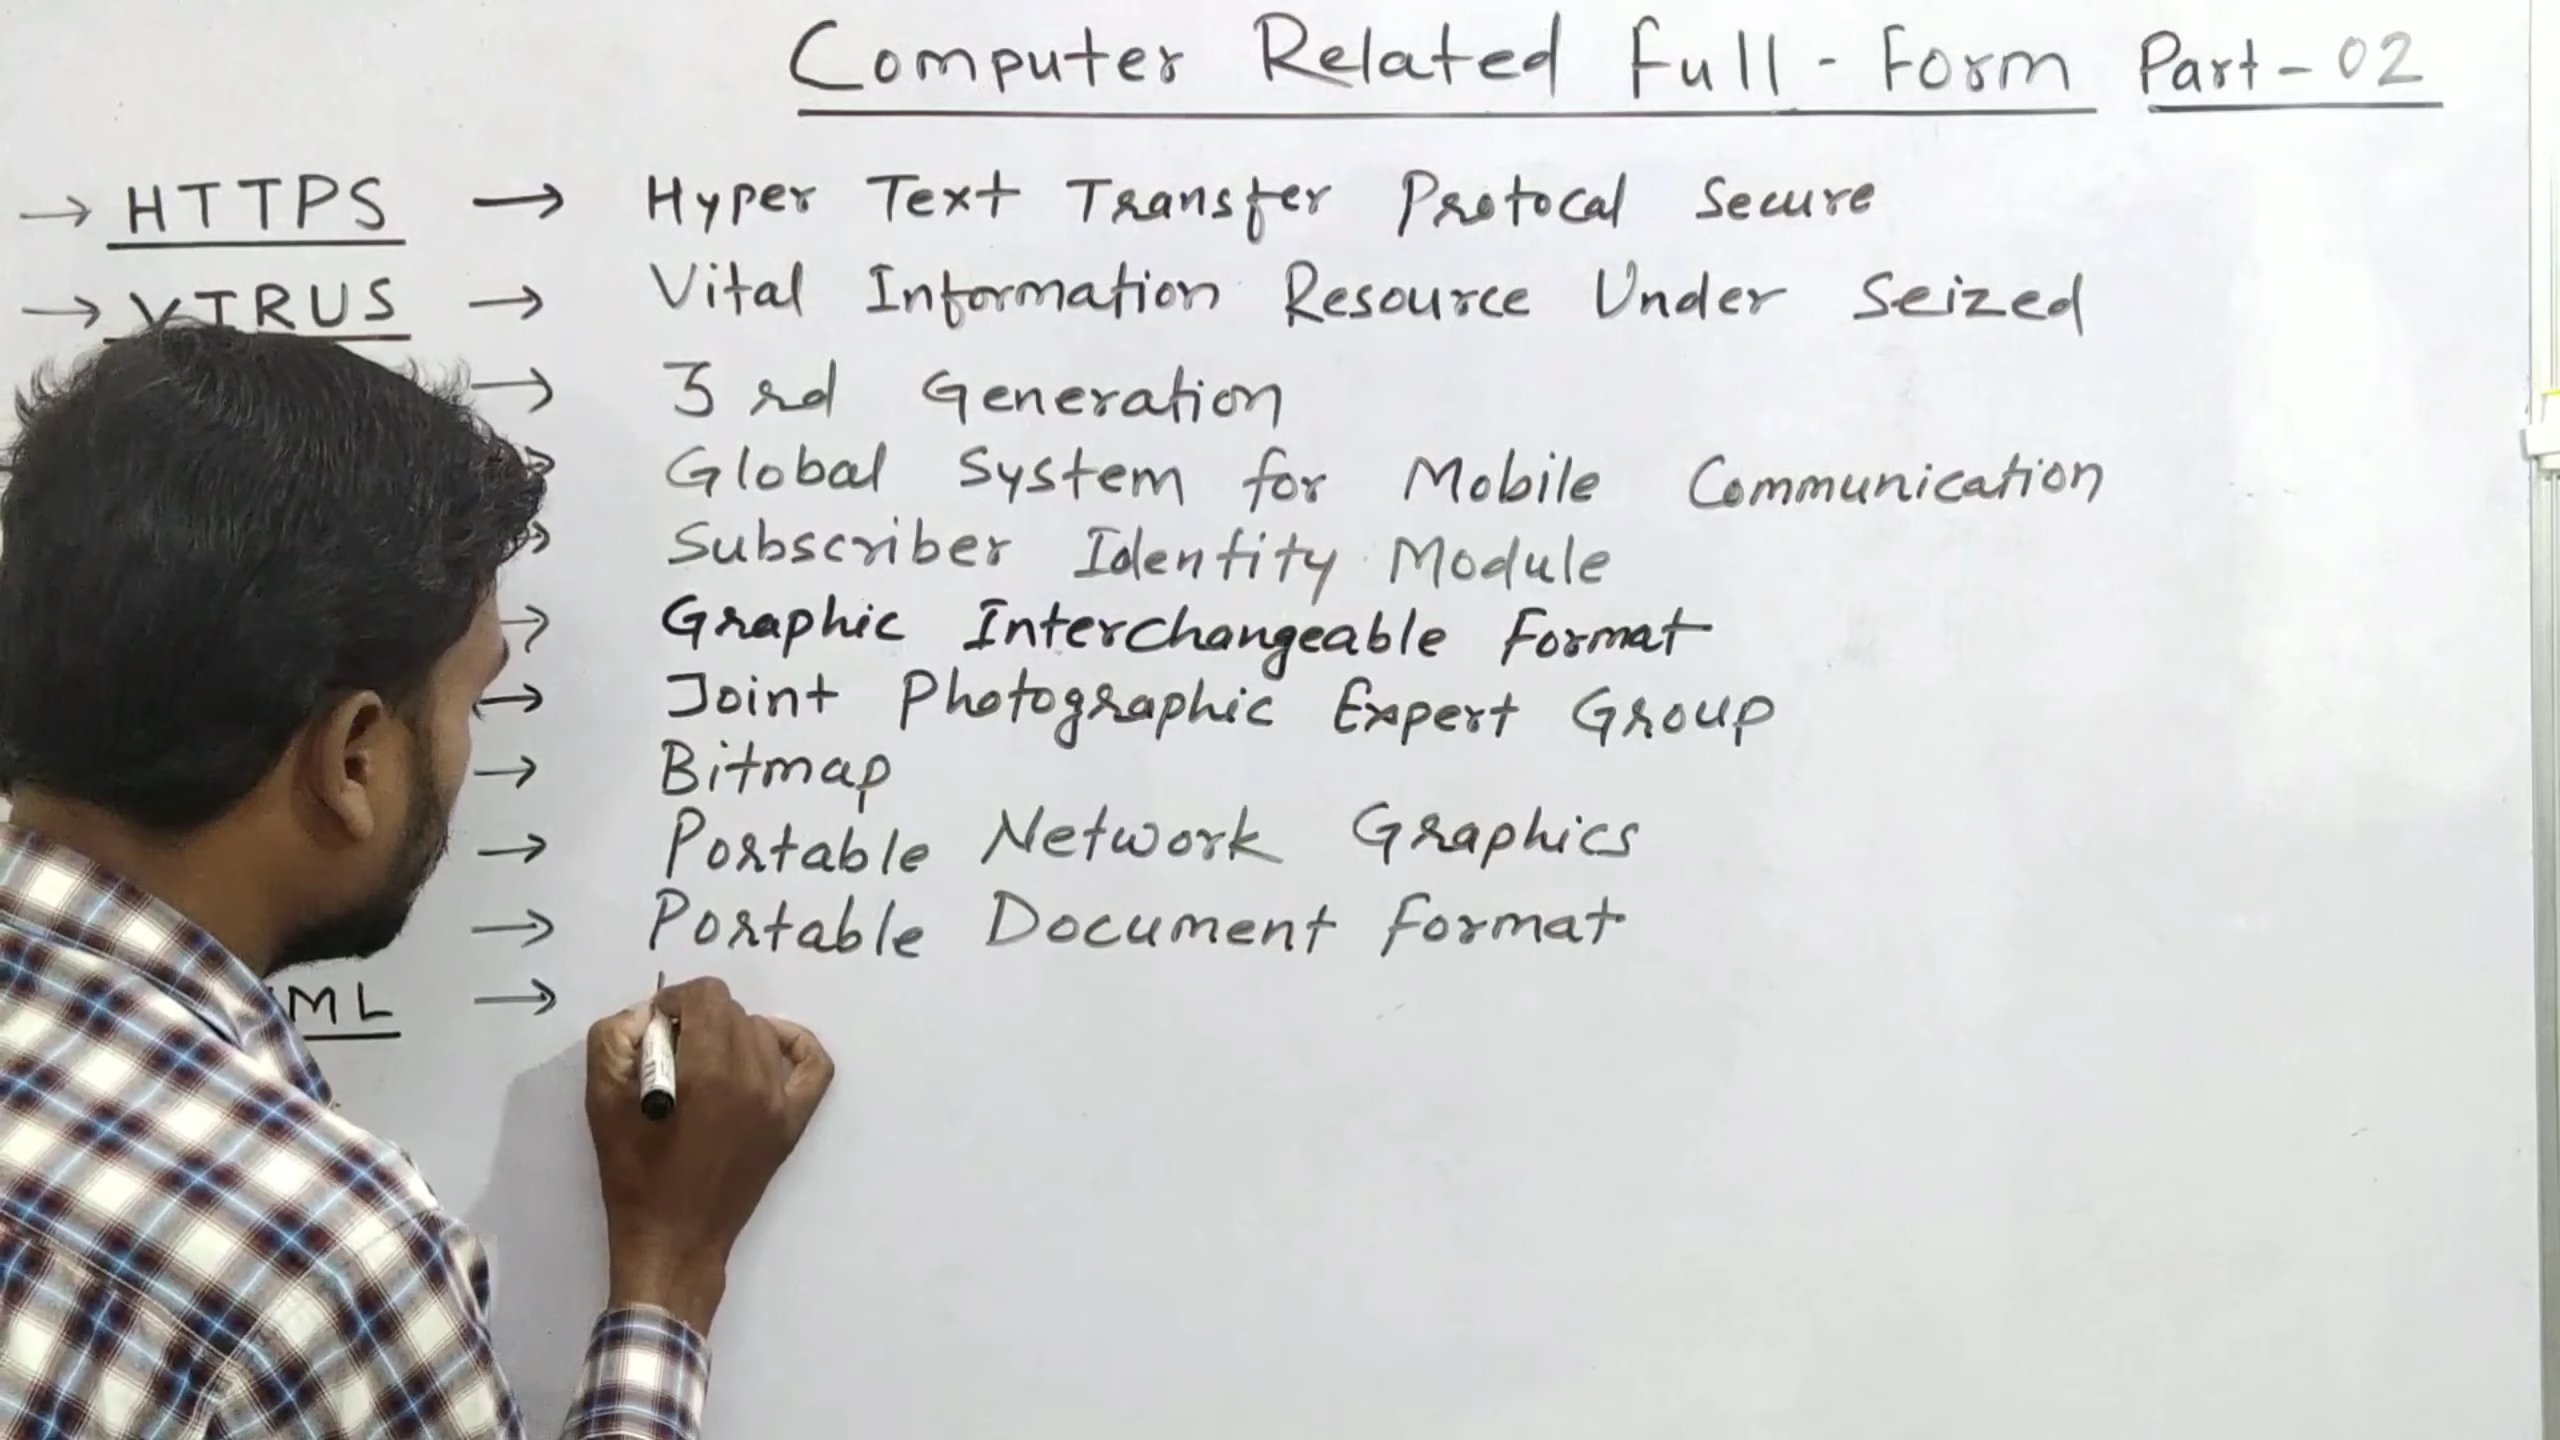 Computer Related Full - Form Part - 02
→ HTTPS → Hyper Text Transfer Protocal Secure
→ VIRUS → Vital Information Resource Under Seized
→ 3rd Generation
→ Global System for Mobile Communication
→ Subscriber Identity Module
→ Graphic Interchangeable Format
→ Joint Photographic Expert Group
→ Bitmap
→ Portable Network Graphics
→ Portable Document Format
ML →